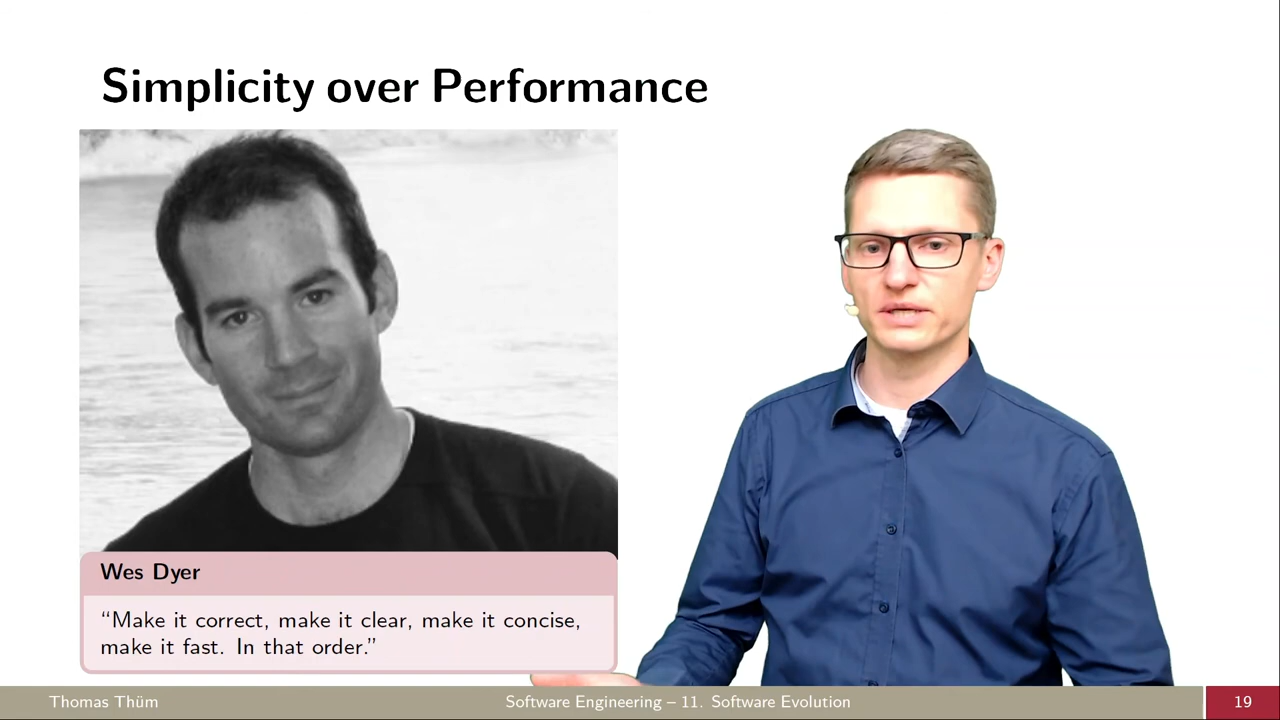 Simplicity over Performance
Wes Dyer
“Make it correct, make it clear, make it concise,
make it fast. In that order.”
Thomas Thüm
Software Engineering – 11. Software Evolution
19